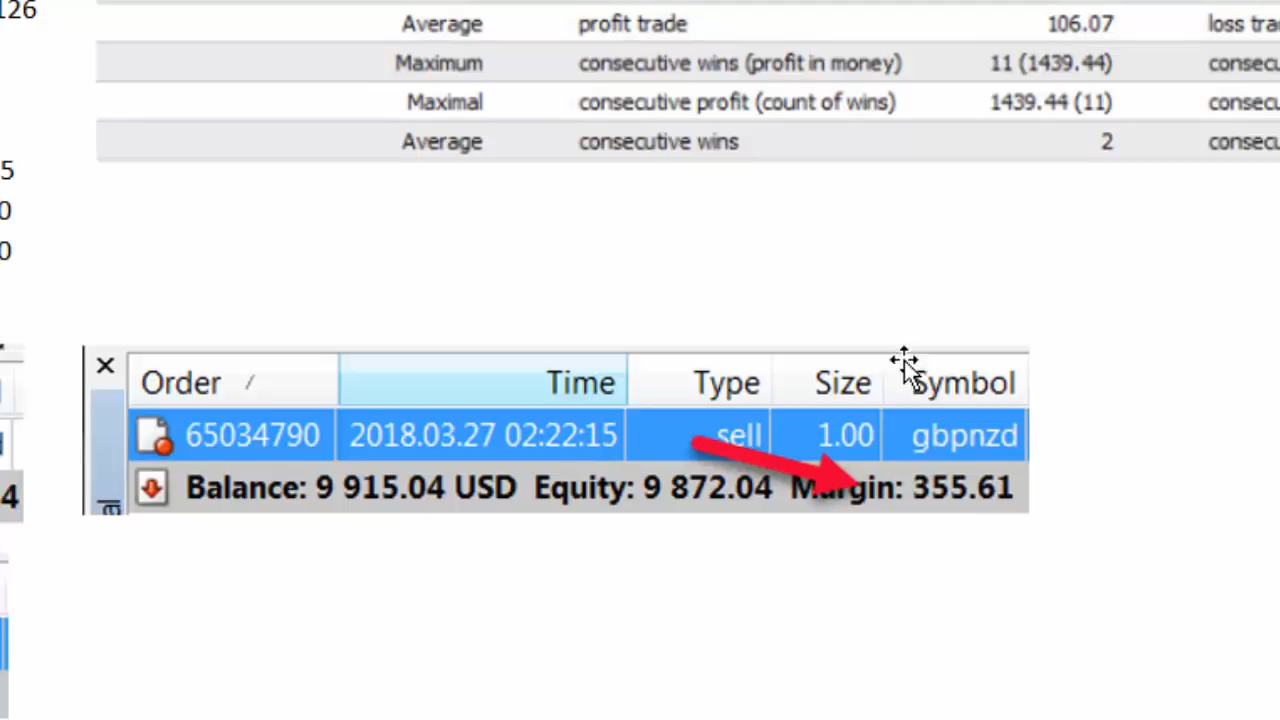 126
Average profit trade 106.07 loss tra
Maximum consecutive wins (profit in money) 11 (1439.44) consecu
Maximal consecutive profit (count of wins) 1439.44 (11) consecu
Average consecutive wins 2 consecu
5
0
0
Order / Time Type Size Symbol
65034790 2018.03.27 02:22:15 sell 1.00 gbpnzd
4 Balance: 9 915.04 USD Equity: 9 872.04 Margin: 355.61